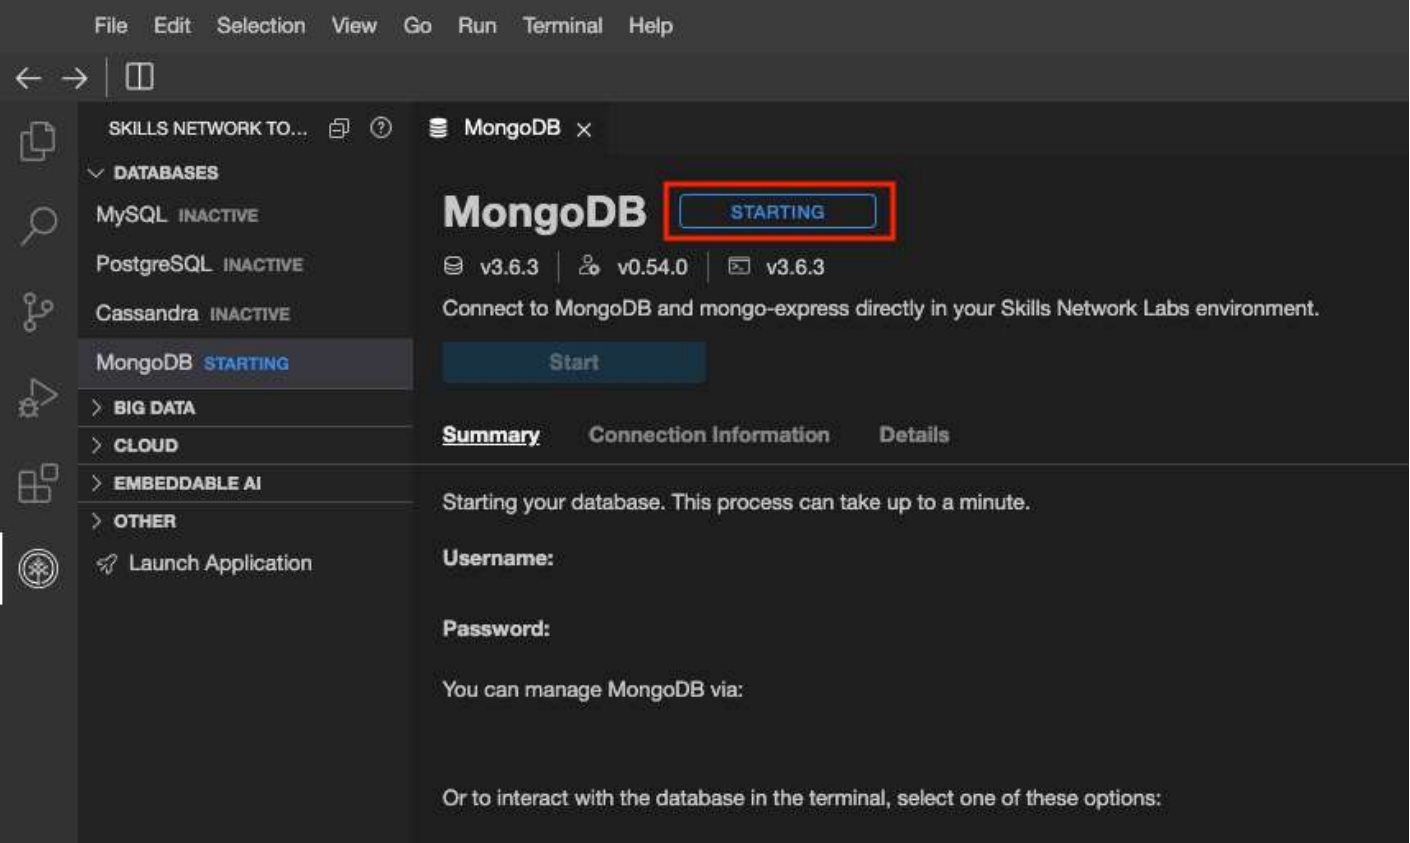 File Edit Selection View Go Run Terminal Help
SKILLS NETWORK TO...
DATABASES
MySQL INACTIVE
PostgreSQL INACTIVE
Cassandra INACTIVE
MongoDB STARTING
BIG DATA
CLOUD
EMBEDDABLE AI
OTHER
Launch Application
MongoDB
MongoDB STARTING
v3.6.3 v0.54.0 v3.6.3
Connect to MongoDB and mongo-express directly in your Skills Network Labs environment.
Start
Summary Connection Information Details
Starting your database. This process can take up to a minute.
Username:
Password:
You can manage MongoDB via:
Or to interact with the database in the terminal, select one of these options: